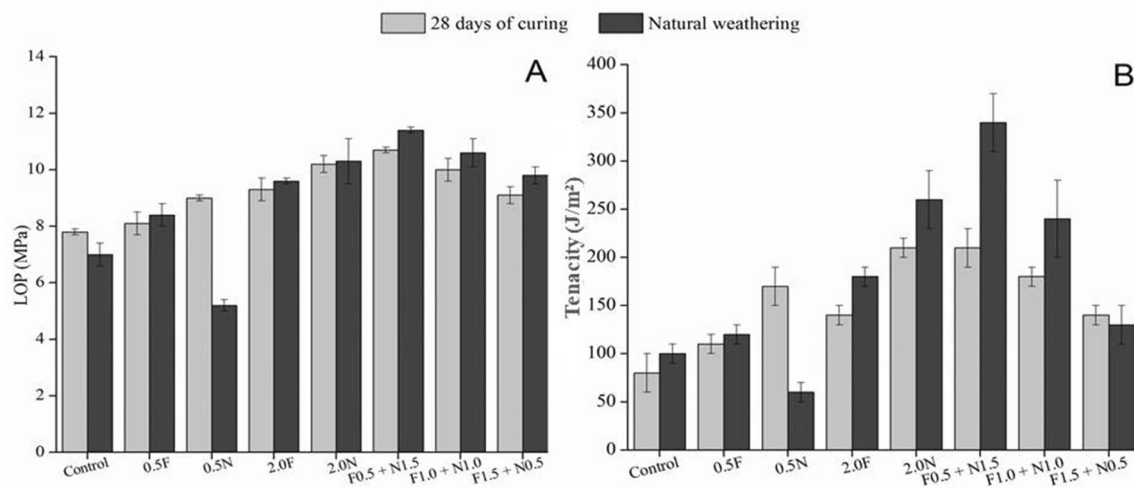 28 days of curing Natural weathering
A
14
12
10
8
6
4
2
0
LOP (MPa)
Control 0.5F 0.5N 2.0F 2.0N F0.5 + N1.5 F1.0 + N1.0 F1.5 + N0.5
B
400
350
300
250
200
150
100
50
0
Tenacity (J/m²)
Control 0.5F 0.5N 2.0F 2.0N F0.5 + N1.5 F1.0 + N1.0 F1.5 + N0.5